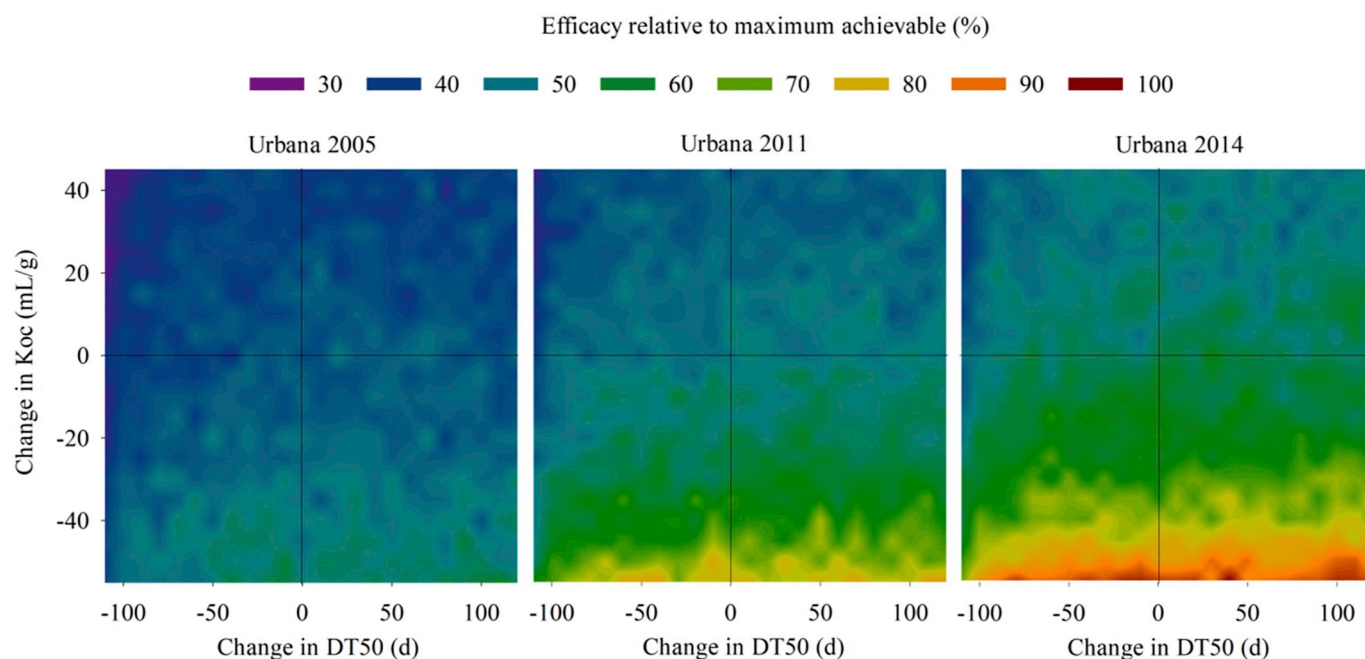 Efficacy relative to maximum achievable (%)
30 40 50 60 70 80 90 100
Urbana 2005 Urbana 2011 Urbana 2014
Change in Koc (mL/g)
40
20
0
-20
-40
-100 -50 0 50 100 -100 -50 0 50 100 -100 -50 0 50 100
Change in DT50 (d) Change in DT50 (d) Change in DT50 (d)